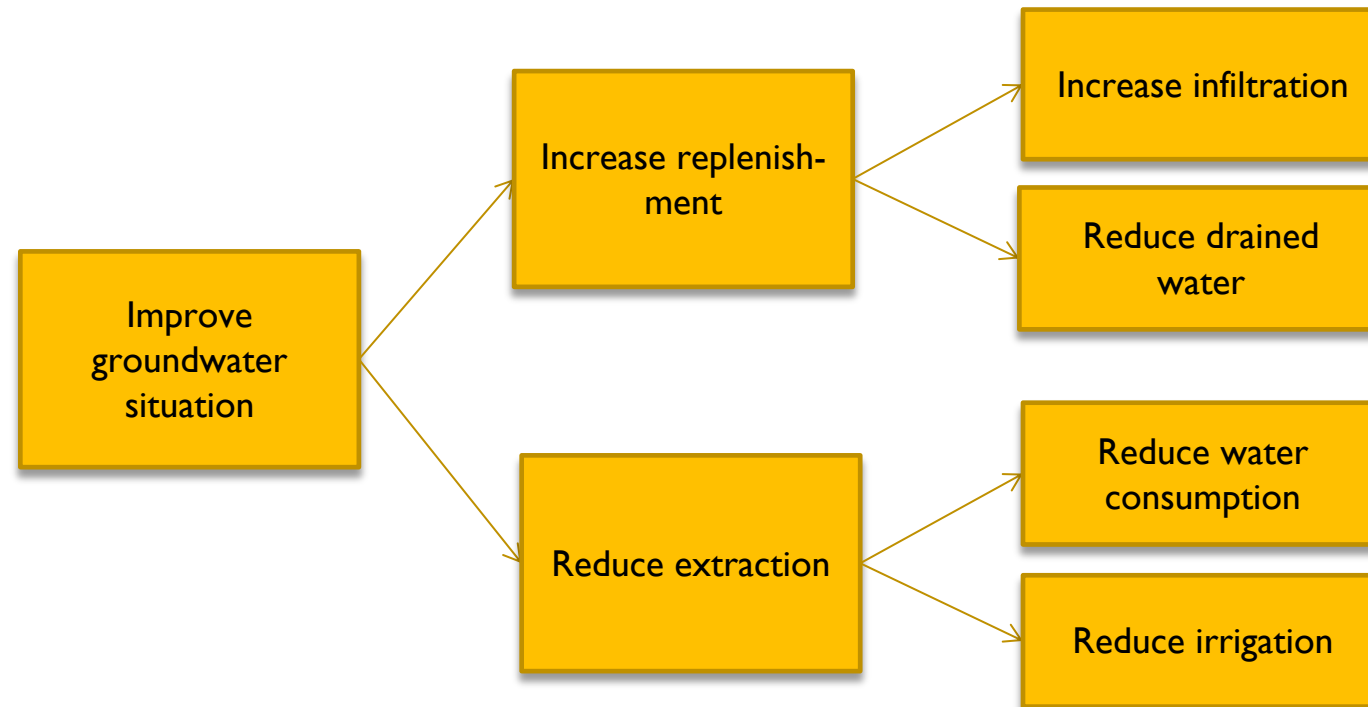 Improve
groundwater
situation
Increase replenish-
ment
Reduce extraction
Increase infiltration
Reduce drained
water
Reduce water
consumption
Reduce irrigation